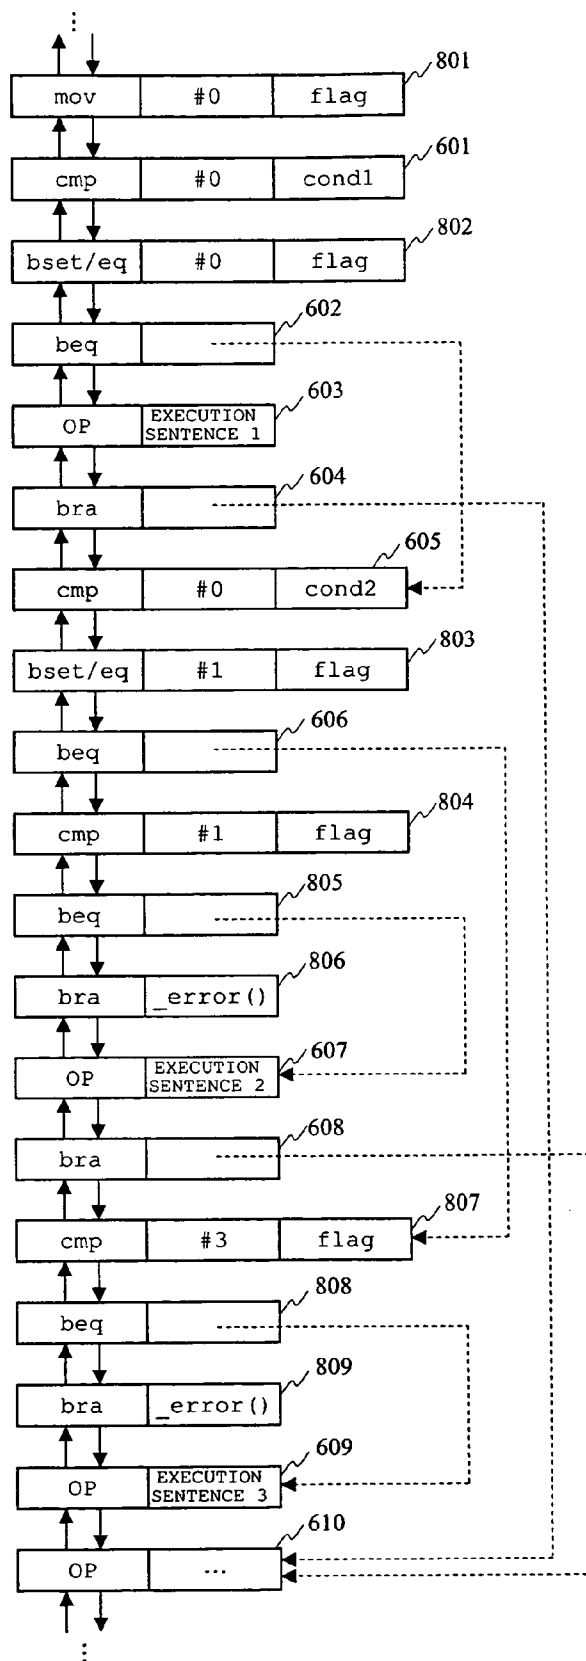 ⋮
801
mov #0 flag
601
cmp #0 cond1
802
bset/eq #0 flag
602
beq
603
OP EXECUTION
SENTENCE 1
604
bra
605
cmp #0 cond2
803
bset/eq #1 flag
606
beq
804
cmp #1 flag
805
beq
806
bra _error()
607
OP EXECUTION
SENTENCE 2
608
bra
807
cmp #3 flag
808
beq
809
bra _error()
609
OP EXECUTION
SENTENCE 3
610
OP ...
⋮